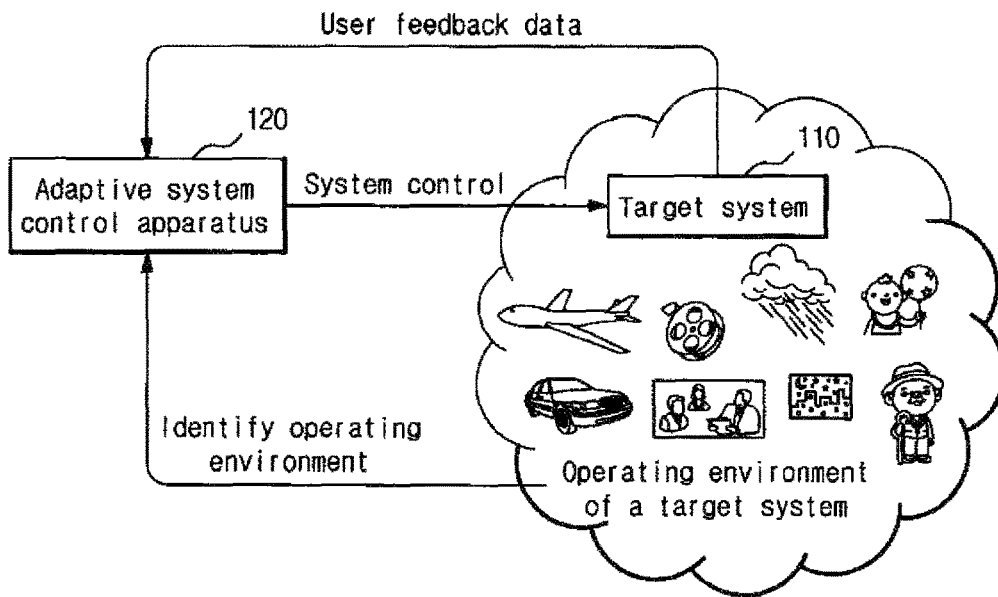 User feedback data
120
110
Adaptive system
control apparatus
System control
Target system
Identify operating
environment
Operating environment
of a target system